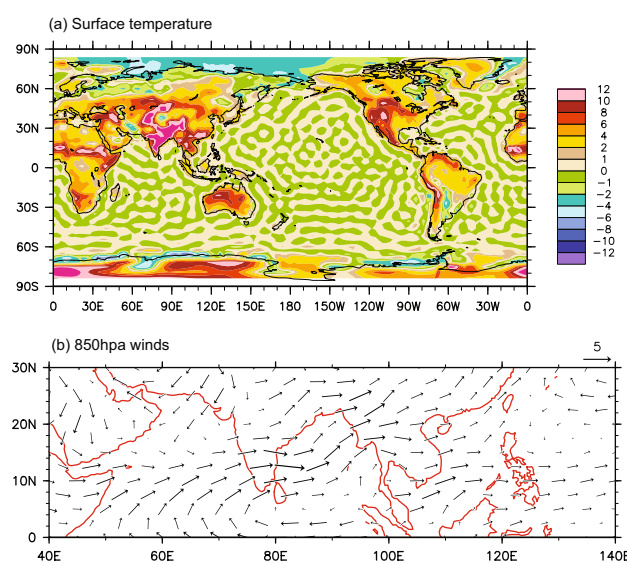 (a) Surface temperature
90N
60N
30N
0
30S
60S
90S
0 30E 60E 90E 120E 150E 180 150W 120W 90W 60W 30W 0
12
10
8
6
4
2
1
0
−1
−2
−4
−6
−8
−10
−12
(b) 850hpa winds
5
30N
20N
10N
0
40E 60E 80E 100E 120E 140E